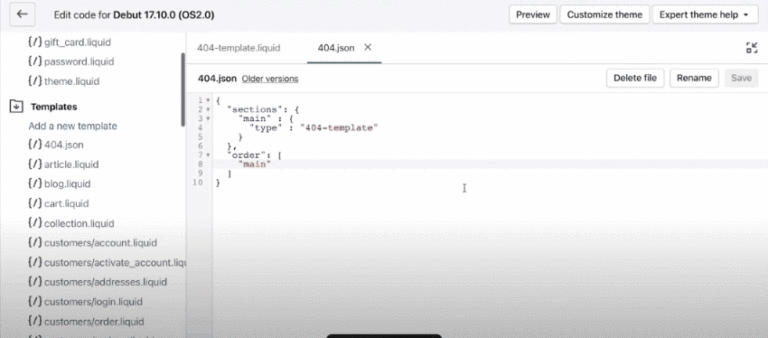 Edit code for Debut 17.10.0 (OS2.0)
Preview
Customize theme
Expert theme help
{/} gift_card.liquid
{/} password.liquid
{/} theme.liquid
Templates
Add a new template
{/} 404.json
{/} article.liquid
{/} blog.liquid
{/} cart.liquid
{/} collection.liquid
{/} customers/account.liquid
{/} customers/activate_account.liqu
{/} customers/addresses.liquid
{/} customers/login.liquid
{/} customers/order.liquid
404-template.liquid
404.json
404.json Older versions
Delete file
Rename
Save
1 {
2 "sections": {
3 "main" : {
4 "type" : "404-template"
5 }
6 },
7 "order": [
8 "main"
9 ]
10 }